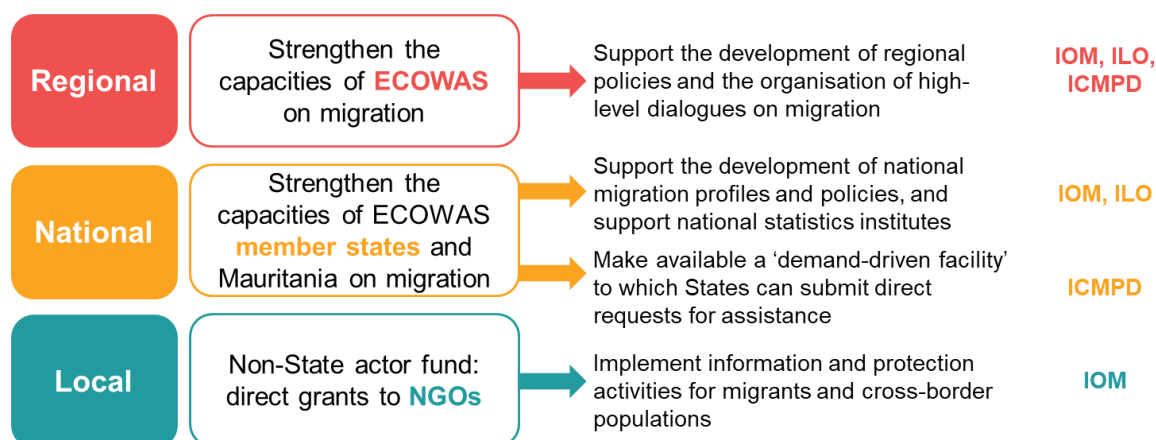 Regional
Strengthen the
capacities of ECOWAS
on migration
Support the development of regional
policies and the organisation of high-
level dialogues on migration
IOM, ILO,
ICMPD
National
Strengthen the
capacities of ECOWAS
member states and
Mauritania on migration
Support the development of national
migration profiles and policies, and
support national statistics institutes
IOM, ILO
Make available a ‘demand-driven facility’
to which States can submit direct
requests for assistance
ICMPD
Local
Non-State actor fund:
direct grants to NGOs
Implement information and protection
activities for migrants and cross-border
populations
IOM